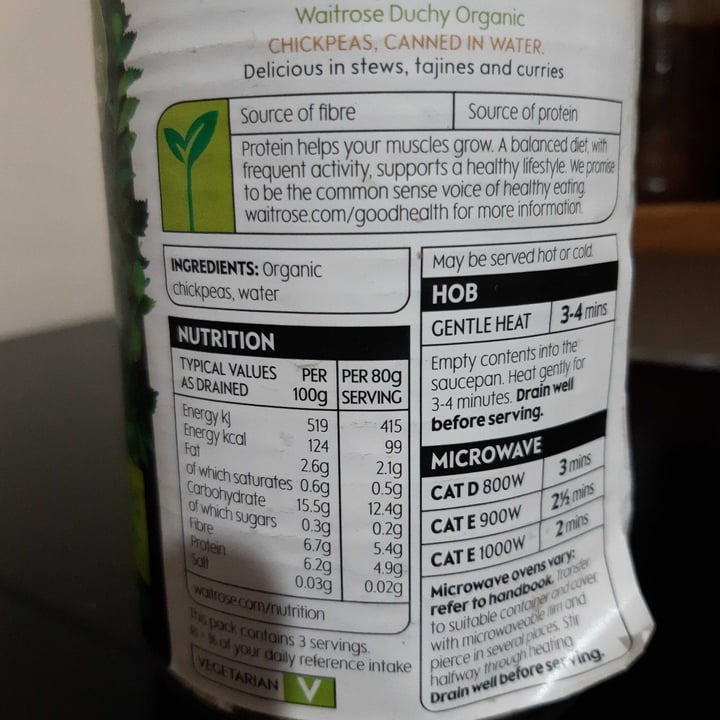 Waitrose Duchy Organic
CHICKPEAS, CANNED IN WATER.
Delicious in stews, tajines and curries
Source of fibre
Source of protein
Protein helps your muscles grow. A balanced diet, with
frequent activity, supports a healthy lifestyle. We promise
to be the common sense voice of healthy eating.
waitrose.com/goodhealth for more information.
INGREDIENTS: Organic
chickpeas, water
NUTRITION
TYPICAL VALUES AS DRAINED PER 100g PER 80g SERVING
Energy kJ 519 415
Energy kcal 124 99
Fat 2.6g 2.1g
of which saturates 0.6g 0.5g
Carbohydrate 15.5g 12.4g
of which sugars 0.3g 0.2g
Fibre 6.7g 5.4g
Protein 6.2g 4.9g
Salt 0.03g 0.02g
waitrose.com/nutrition
This pack contains 3 servings.
% of your daily reference intake
VEGETARIAN V
May be served hot or cold.
HOB
GENTLE HEAT 3-4 mins
Empty contents into the
saucepan. Heat gently for
3-4 minutes. Drain well
before serving.
MICROWAVE
CAT D 800W 3 mins
CAT E 900W 2½ mins
CAT E 1000W 2 mins
Microwave ovens vary;
refer to handbook. Transfer
to suitable container and cover
with microwaveable film and
pierce in several places. Stir
halfway through heating.
Drain well before serving.